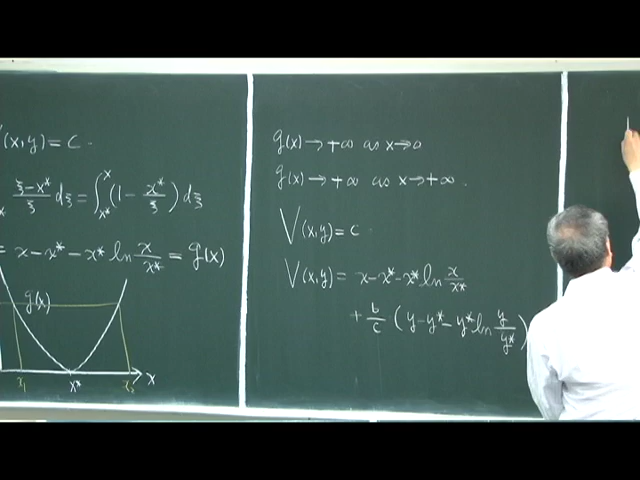 (x,y) = c.
ξ-x*/ξ dξ = ∫_{x*}^{x} (1 - x*/ξ) dξ
= x - x* - x* ln x/x* = g(x)
g(x)
x₁ x* x₂ x
g(x) → +∞ as x→0
g(x) → +∞ as x→+∞.
V(x,y) = c.
V(x,y) = x - x* - x* ln x/x*
+ b/c (y - y* - y* ln y/y*)